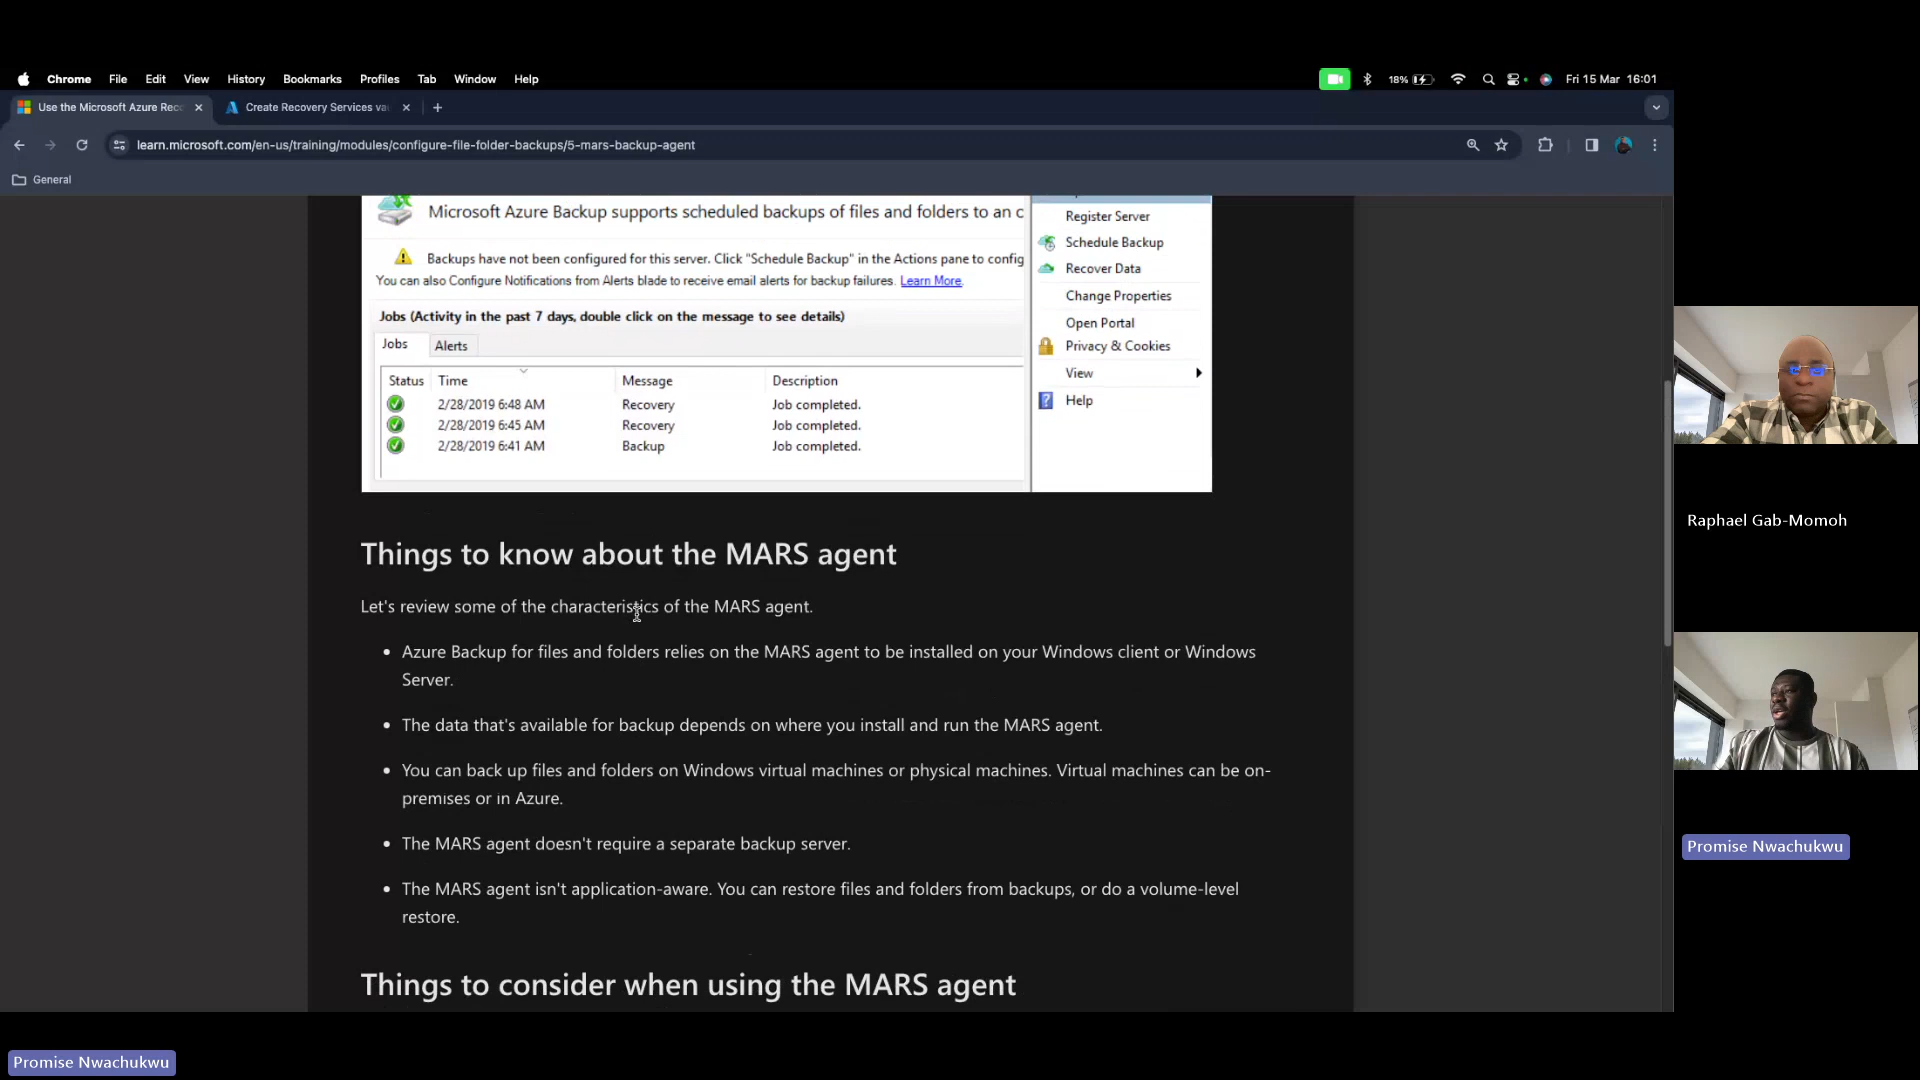 Chrome File Edit View History Bookmarks Profiles Tab Window Help 18% Fri 15 Mar 16:01
Use the Microsoft Azure Rec Create Recovery Services va
learn.microsoft.com/en-us/training/modules/configure-file-folder-backups/5-mars-backup-agent
General
Microsoft Azure Backup supports scheduled backups of files and folders to an
Register Server
Schedule Backup
Backups have not been configured for this server. Click "Schedule Backup" in the Actions pane to config
Recover Data
You can also Configure Notifications from Alerts blade to receive email alerts for backup failures. Learn More.
Change Properties
Jobs (Activity in the past 7 days, double click on the message to see details)
Open Portal
Jobs Alerts
Privacy & Cookies
View
Status Time Message Description
Help
2/28/2019 6:48 AM Recovery Job completed.
2/28/2019 6:45 AM Recovery Job completed.
2/28/2019 6:41 AM Backup Job completed.
Things to know about the MARS agent
Let's review some of the characteristics of the MARS agent.
• Azure Backup for files and folders relies on the MARS agent to be installed on your Windows client or Windows
Server.
• The data that's available for backup depends on where you install and run the MARS agent.
• You can back up files and folders on Windows virtual machines or physical machines. Virtual machines can be on-
premises or in Azure.
• The MARS agent doesn't require a separate backup server.
• The MARS agent isn't application-aware. You can restore files and folders from backups, or do a volume-level
restore.
Things to consider when using the MARS agent
Raphael Gab-Momoh
Promise Nwachukwu
Promise Nwachukwu